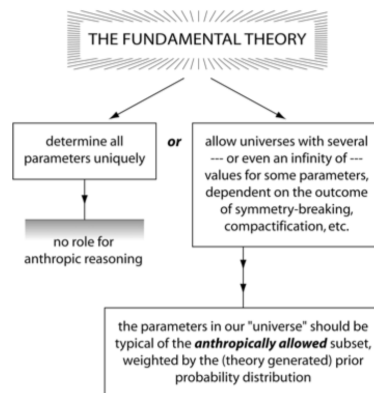 THE FUNDAMENTAL THEORY
determine all
parameters uniquely
or
allow universes with several
--- or even an infinity of ---
values for some parameters,
dependent on the outcome
of symmetry-breaking,
compactification, etc.
no role for
anthropic reasoning
the parameters in our "universe" should be
typical of the anthropically allowed subset,
weighted by the (theory generated) prior
probability distribution